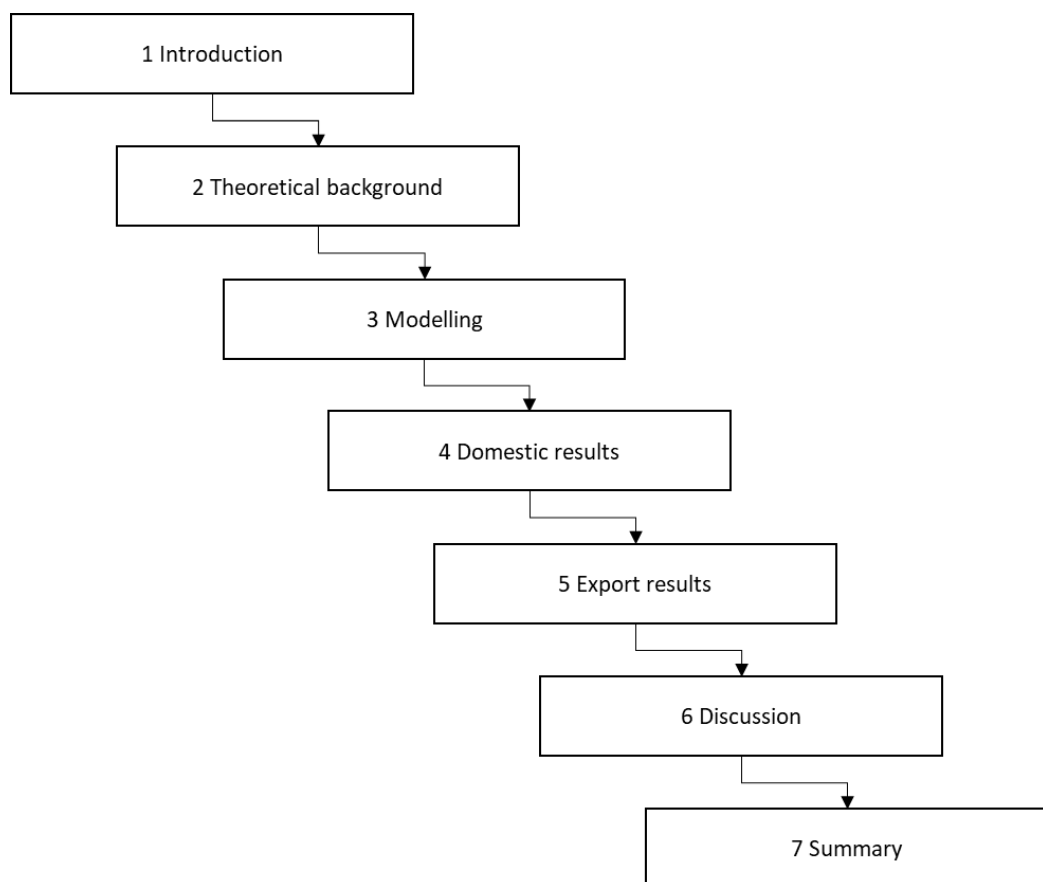 1 Introduction
2 Theoretical background
3 Modelling
4 Domestic results
5 Export results
6 Discussion
7 Summary